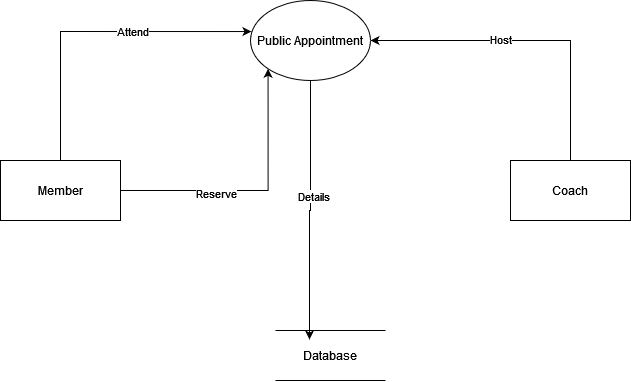 Attend
Public Appointment
Host
Member
Reserve
Details
Coach
Database